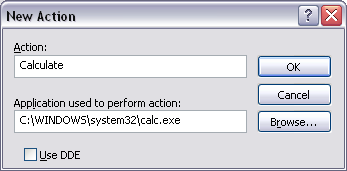 New Action
Action:
Calculate
OK
Cancel
Application used to perform action:
C:\WINDOWS\system32\calc.exe
Browse...
Use DDE